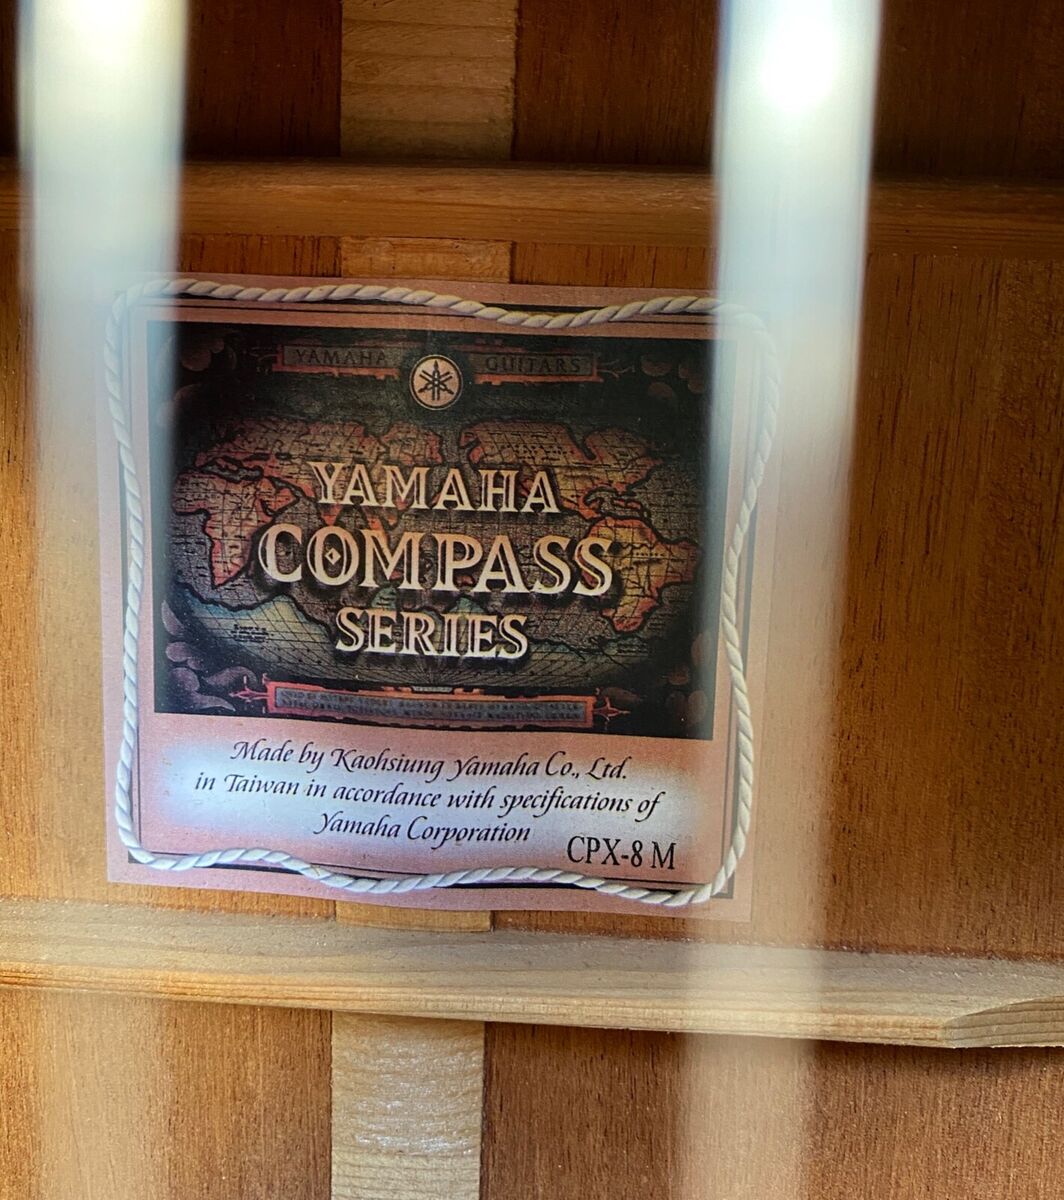 YAMAHA GUITARS
YAMAHA
COMPASS
SERIES
Made by Kaohsiung Yamaha Co., Ltd.
in Taiwan in accordance with specifications of
Yamaha Corporation
CPX-8 M